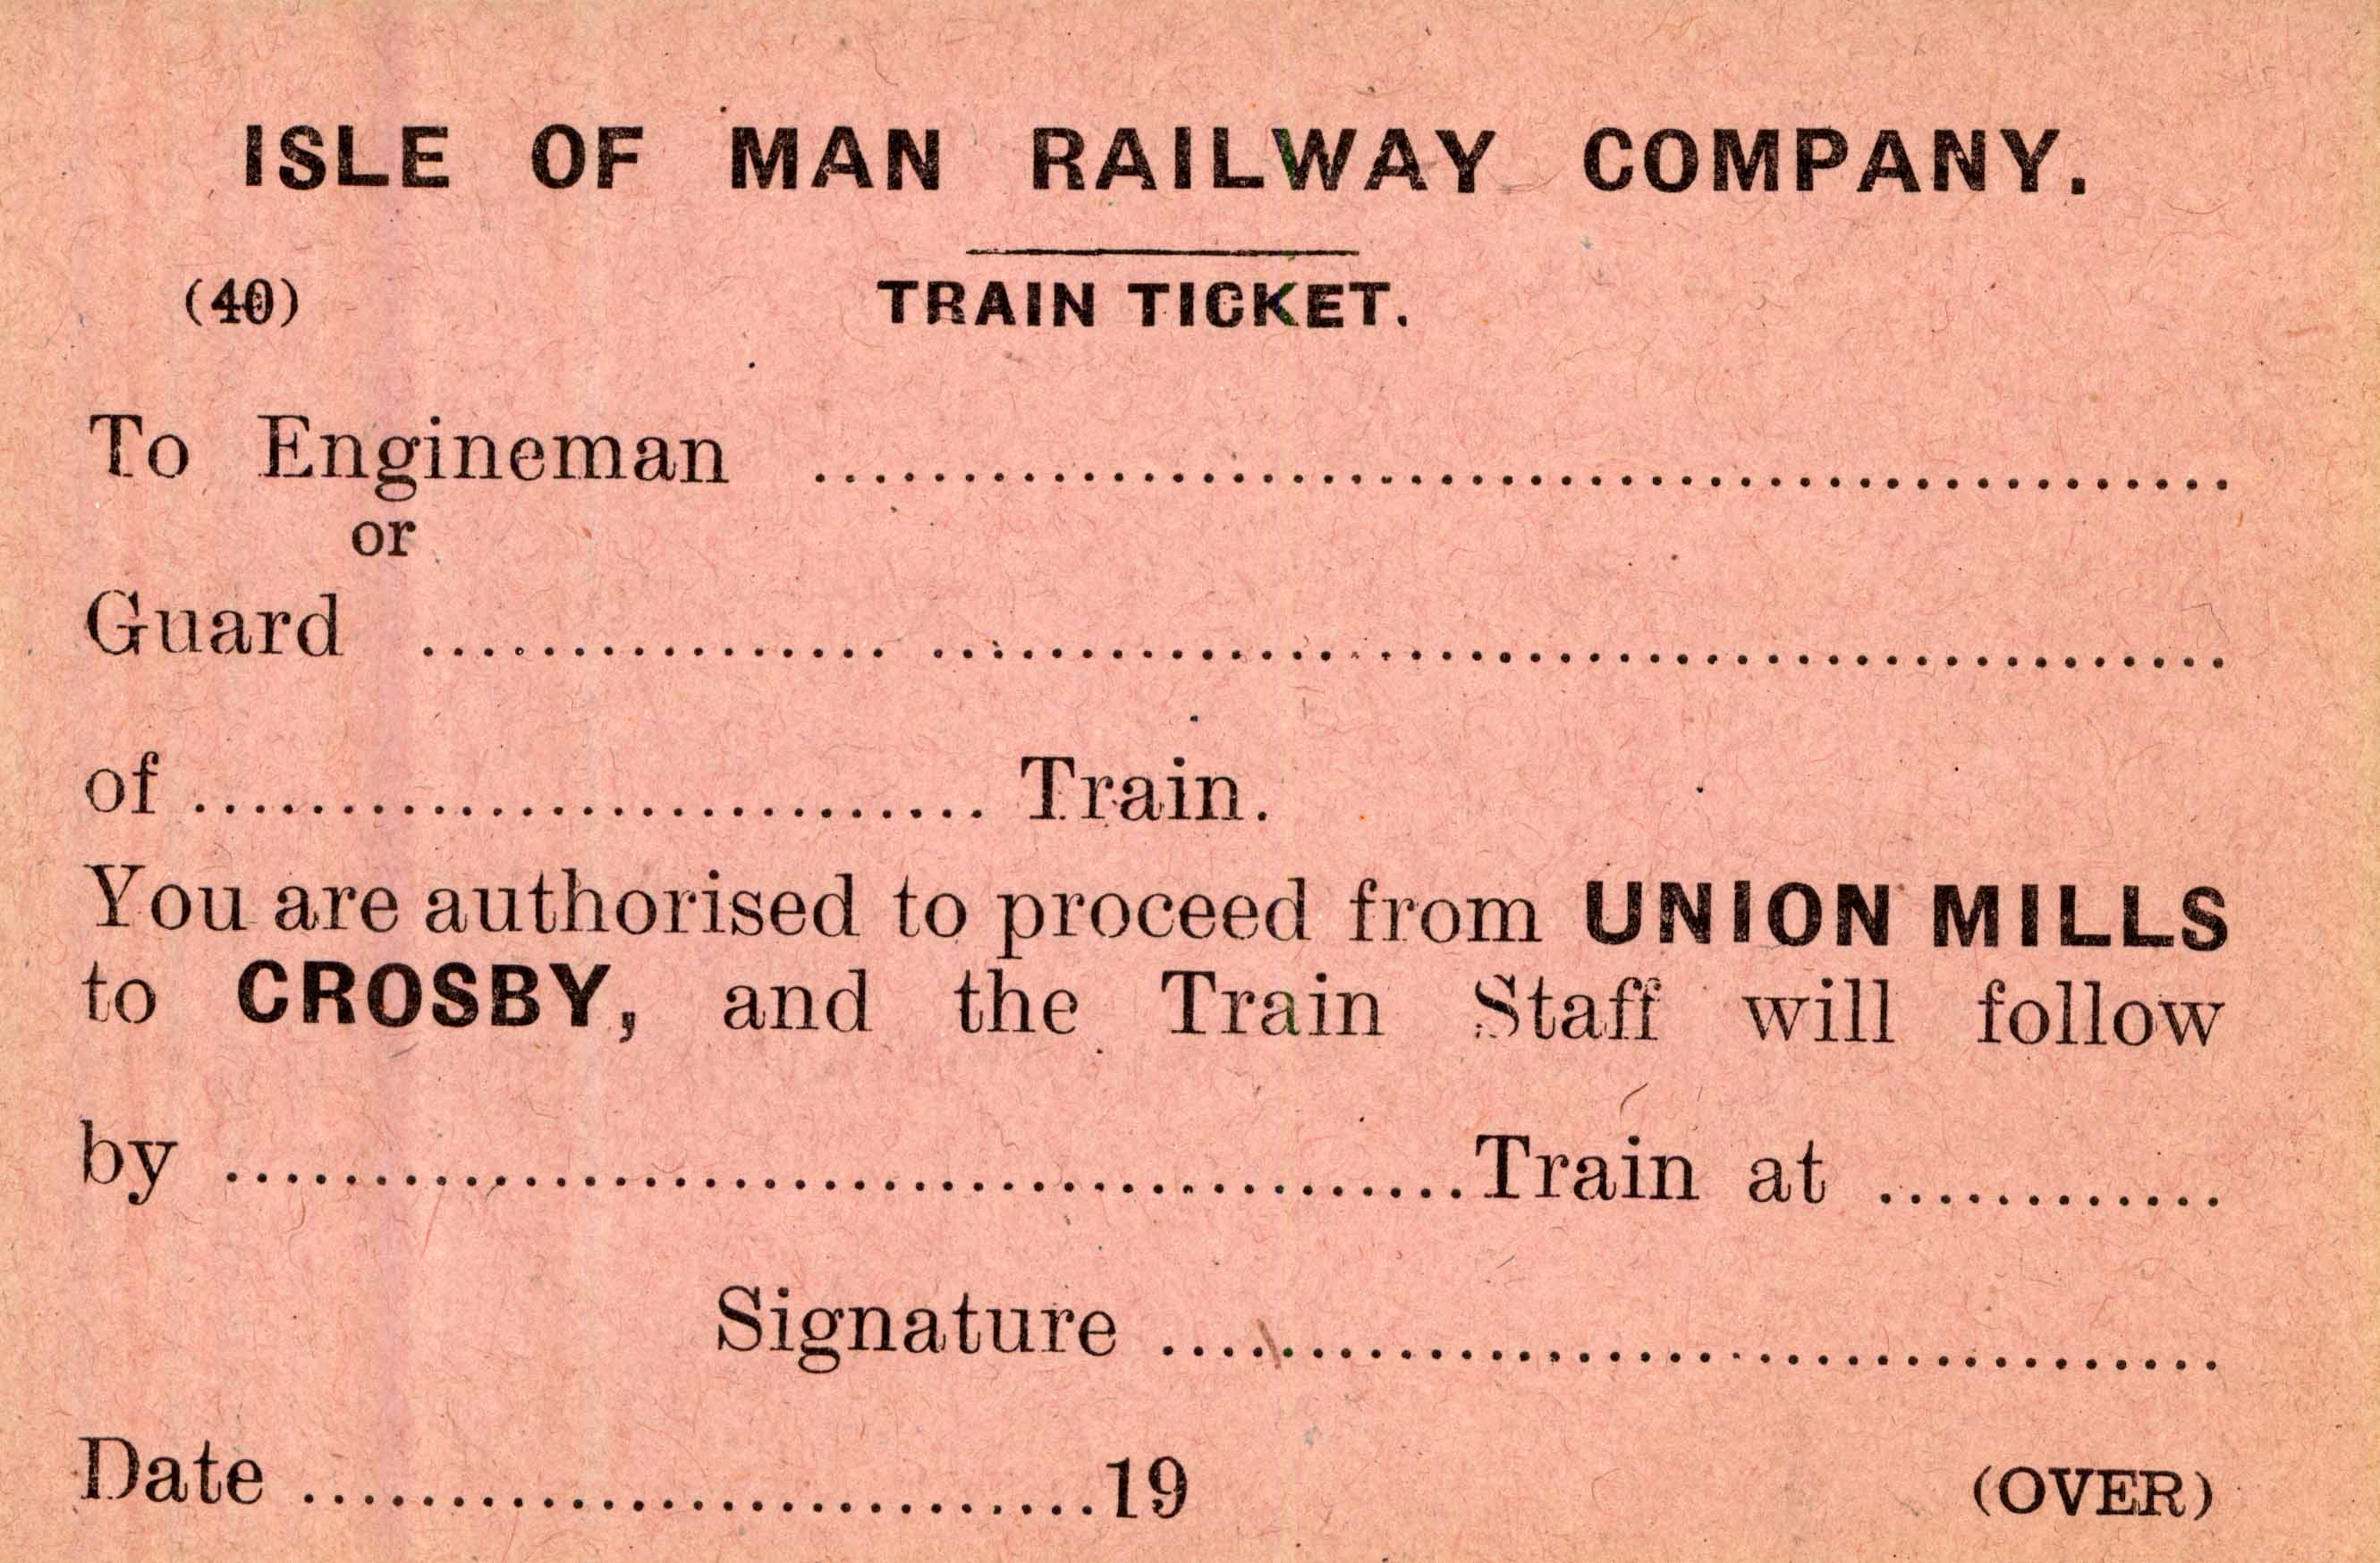 ISLE OF MAN RAILWAY COMPANY.
(40) TRAIN TICKET.
To Engineman ................................................
or
Guard .............................................................
of ........................... Train.
You are authorised to proceed from UNION MILLS
to CROSBY, and the Train Staff will follow
by ..........................................Train at ............
Signature ....................................
Date ...........................19 (OVER)